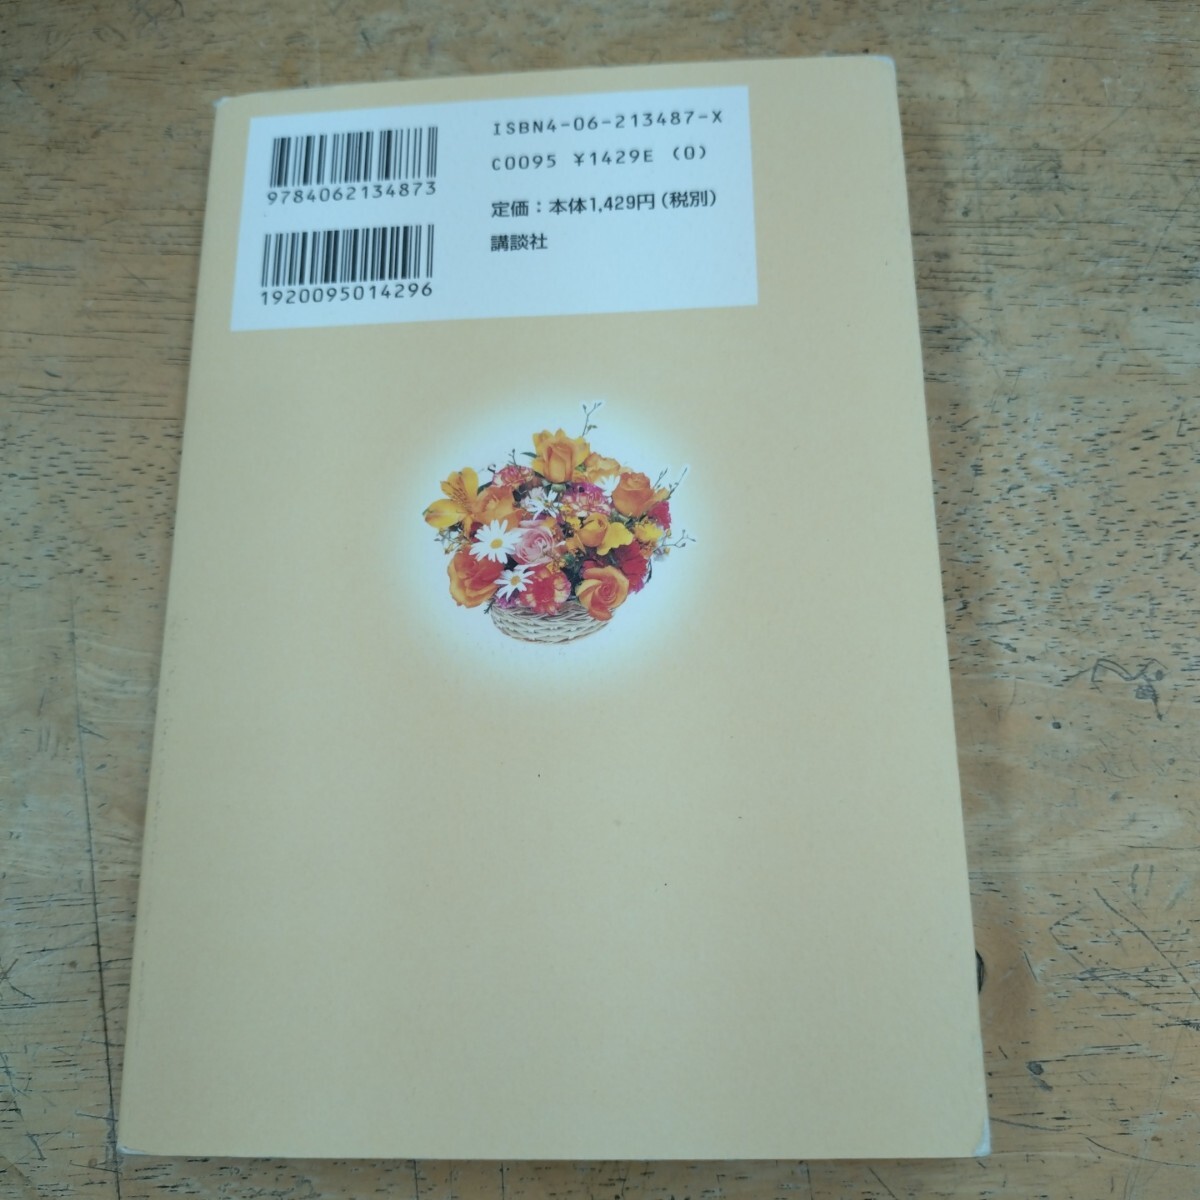 9784062134873
1920095014296
ISBN4-06-213487-X
C0095 ¥1429E (0)
定価：本体1,429円(税別)
講談社